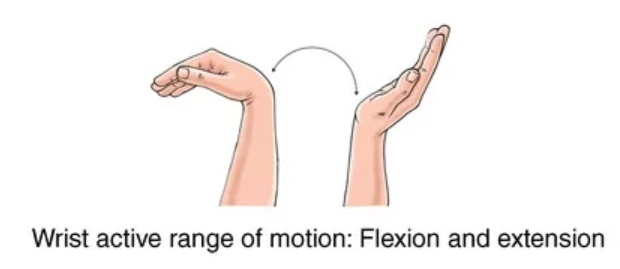 Wrist active range of motion: Flexion and extension